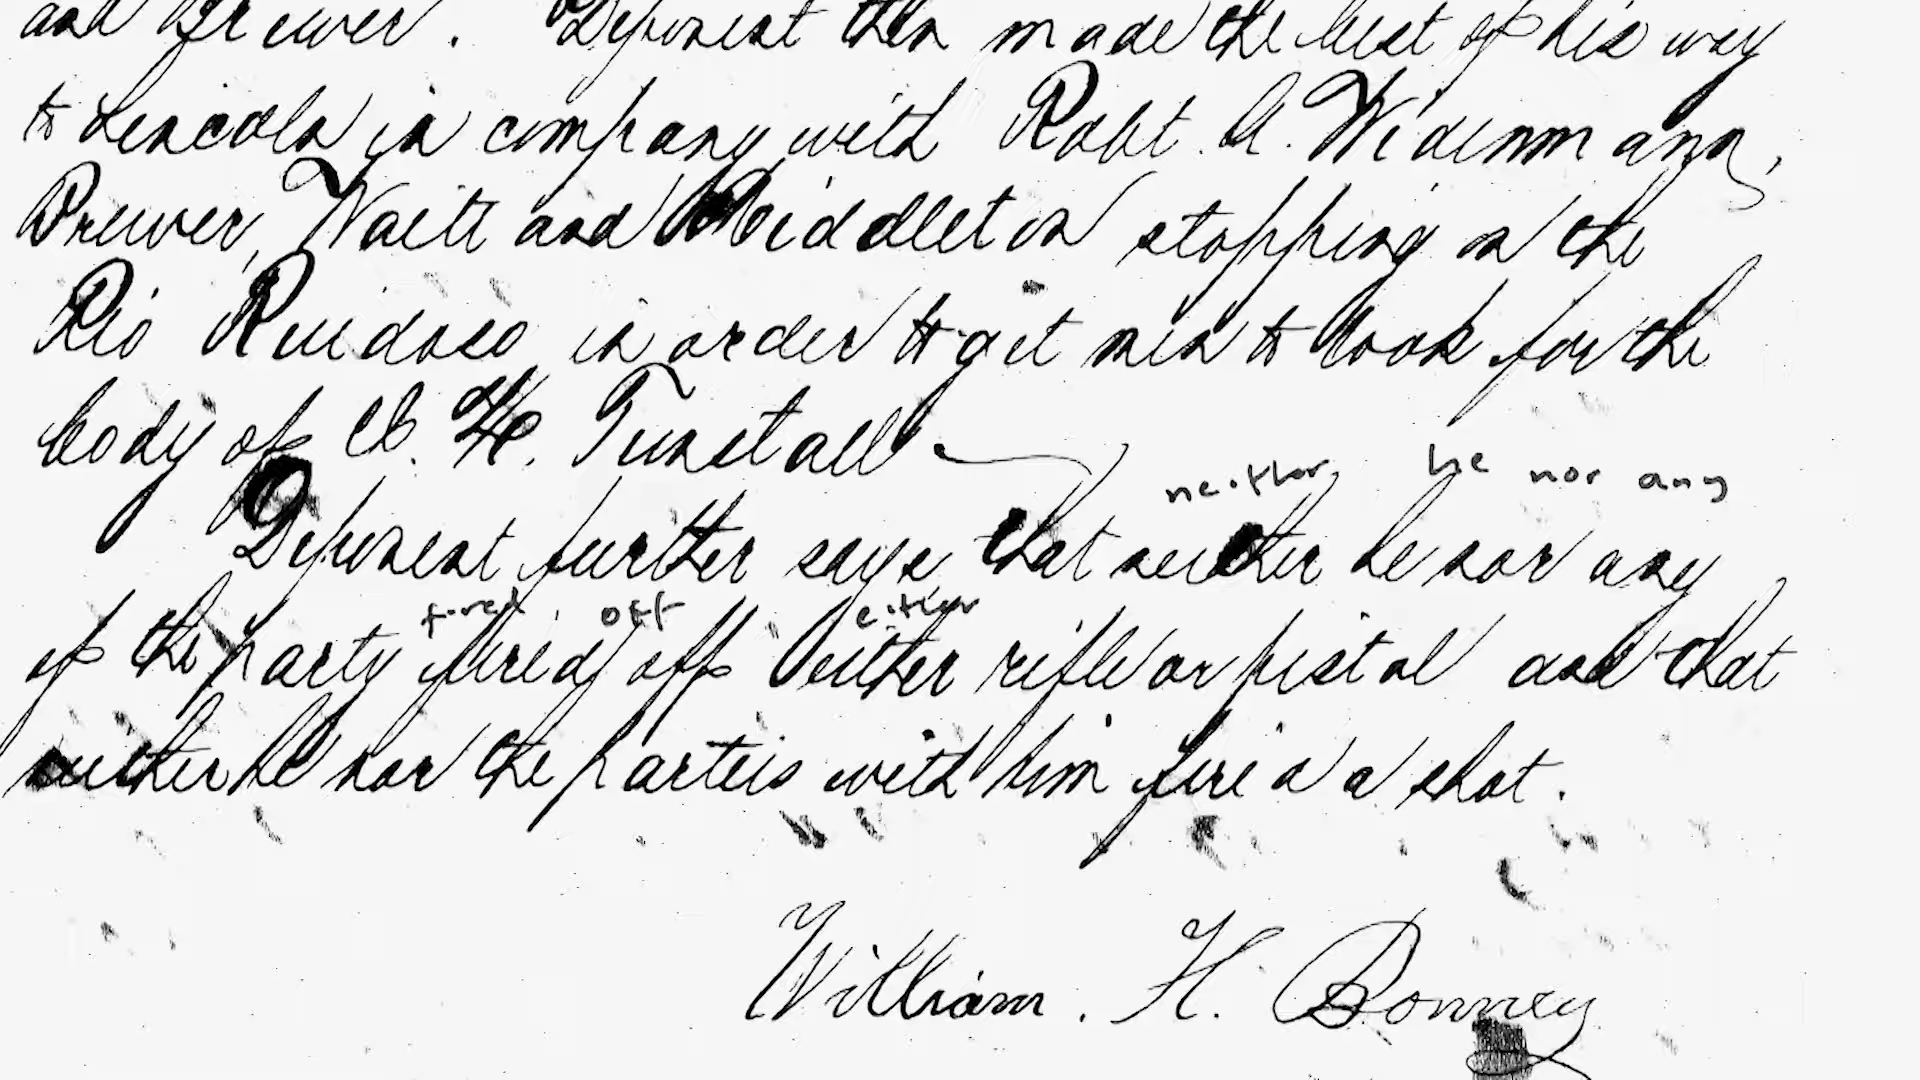 and Brewer. Deponent then made the best of his way
to Lincoln in company with Robt. A. Widenmann,
Brewer, Waite and Middleton stopping on the
Rio Ruidoso in order to get men to look for the
body of J. H. Tunstall
neither he nor any
Deponent further says that neither he nor any
fired off either
of the party fired off either rifle or pistol and that
neither he nor the parteis with him fired a shot.
William. H. Bonney